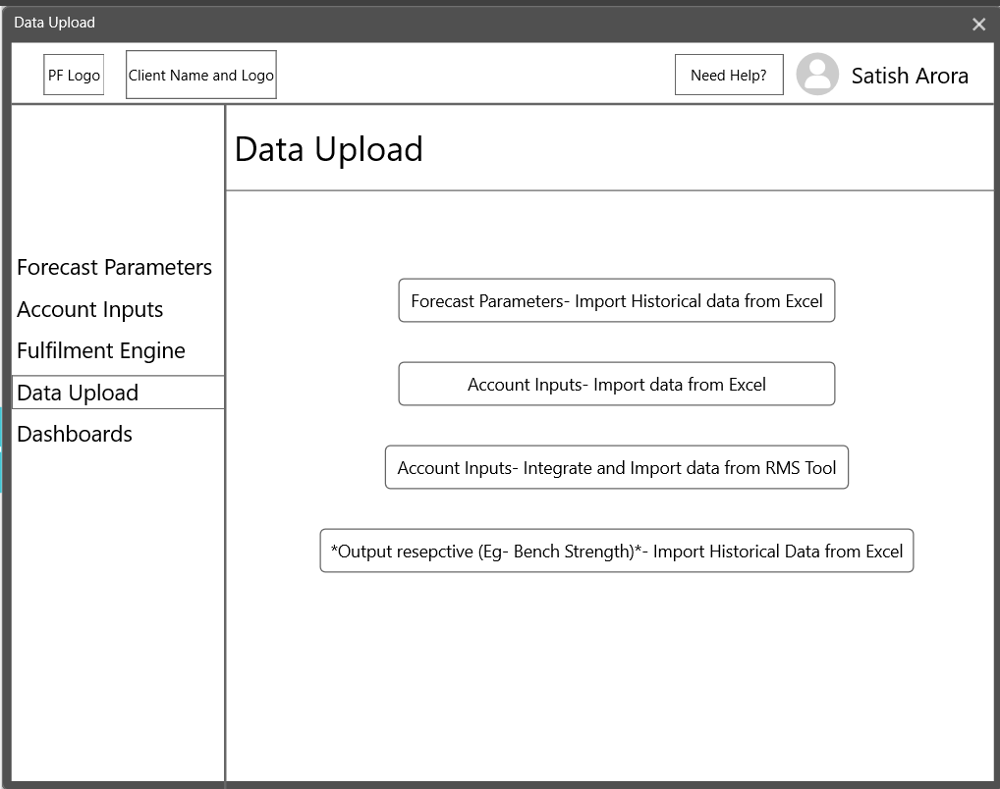 Data Upload
PF Logo
Client Name and Logo
Need Help?
Satish Arora
Data Upload
Forecast Parameters
Account Inputs
Fulfilment Engine
Data Upload
Dashboards
Forecast Parameters- Import Historical data from Excel
Account Inputs- Import data from Excel
Account Inputs- Integrate and Import data from RMS Tool
*Output resepctive (Eg- Bench Strength)*- Import Historical Data from Excel